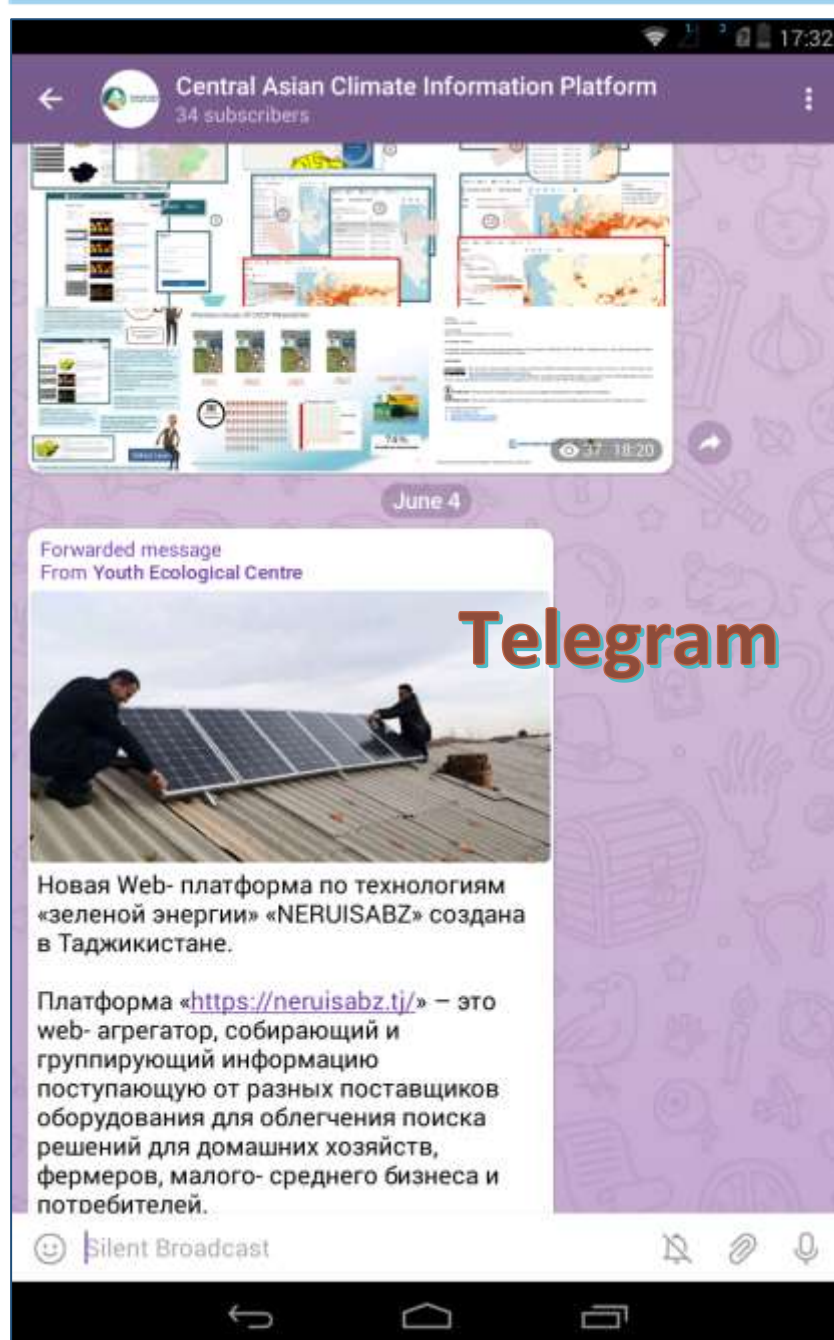 17:32
Central Asian Climate Information Platform
34 subscribers
74%
37 18:20
June 4
Forwarded message
From Youth Ecological Centre
Telegram
Новая Web- платформа по технологиям
«зеленой энергии» «NERUISABZ» создана
в Таджикистане.
Платформа «https://neruisabz.tj/» – это
web- агрегатор, собирающий и
группирующий информацию
поступающую от разных поставщиков
оборудования для облегчения поиска
решений для домашних хозяйств,
фермеров, малого- среднего бизнеса и
потребителей.
Silent Broadcast